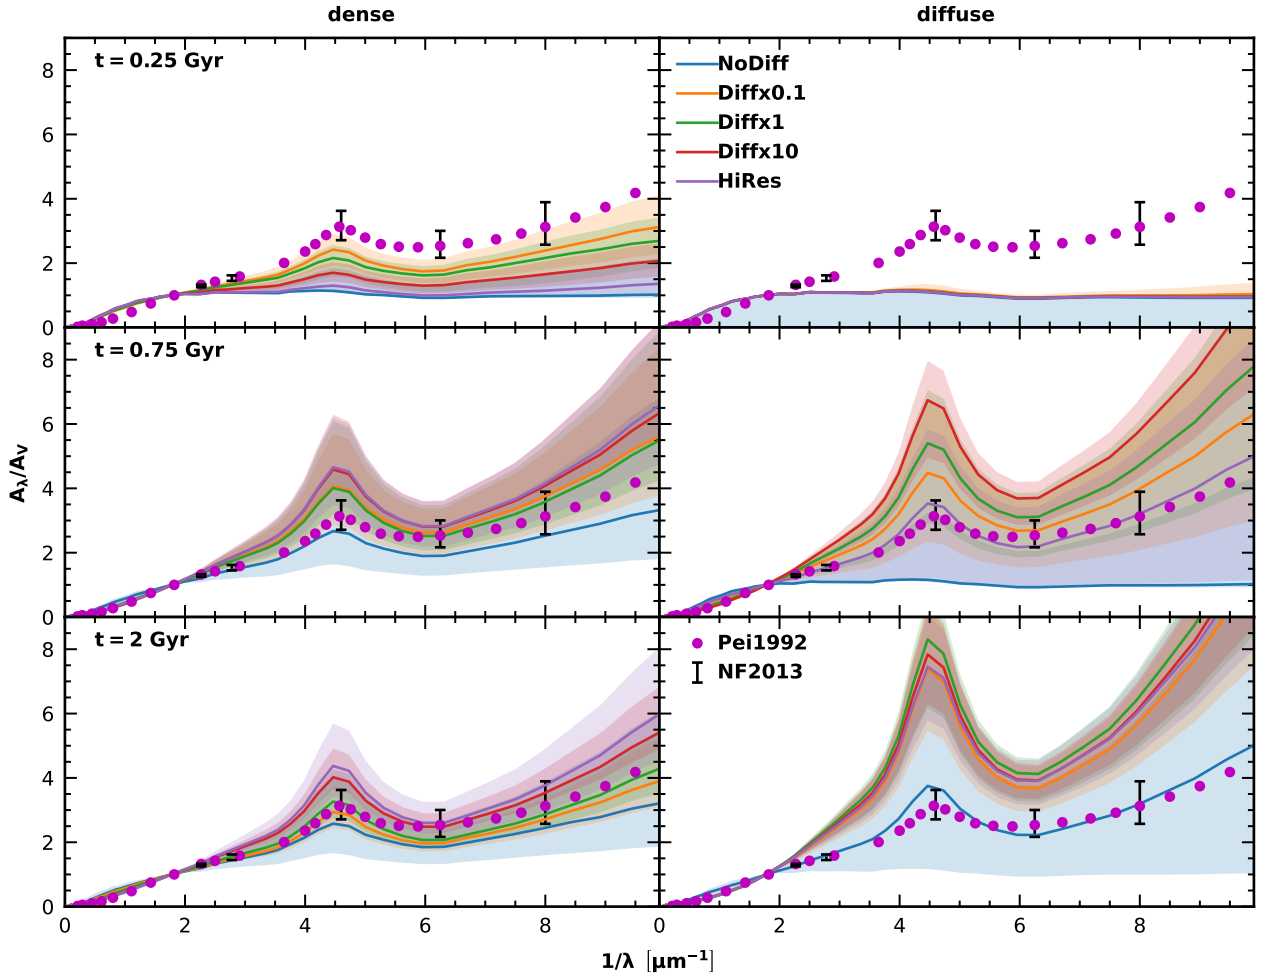 dense
diffuse
t = 0.25 Gyr
NoDiff
Diffx0.1
Diffx1
Diffx10
HiRes
8
6
4
2
0
t = 0.75 Gyr
8
6
4
2
0
Aλ/AV
t = 2 Gyr
Pei1992
NF2013
8
6
4
2
0
0 2 4 6 8 0 2 4 6 8
1/λ [μm⁻¹]